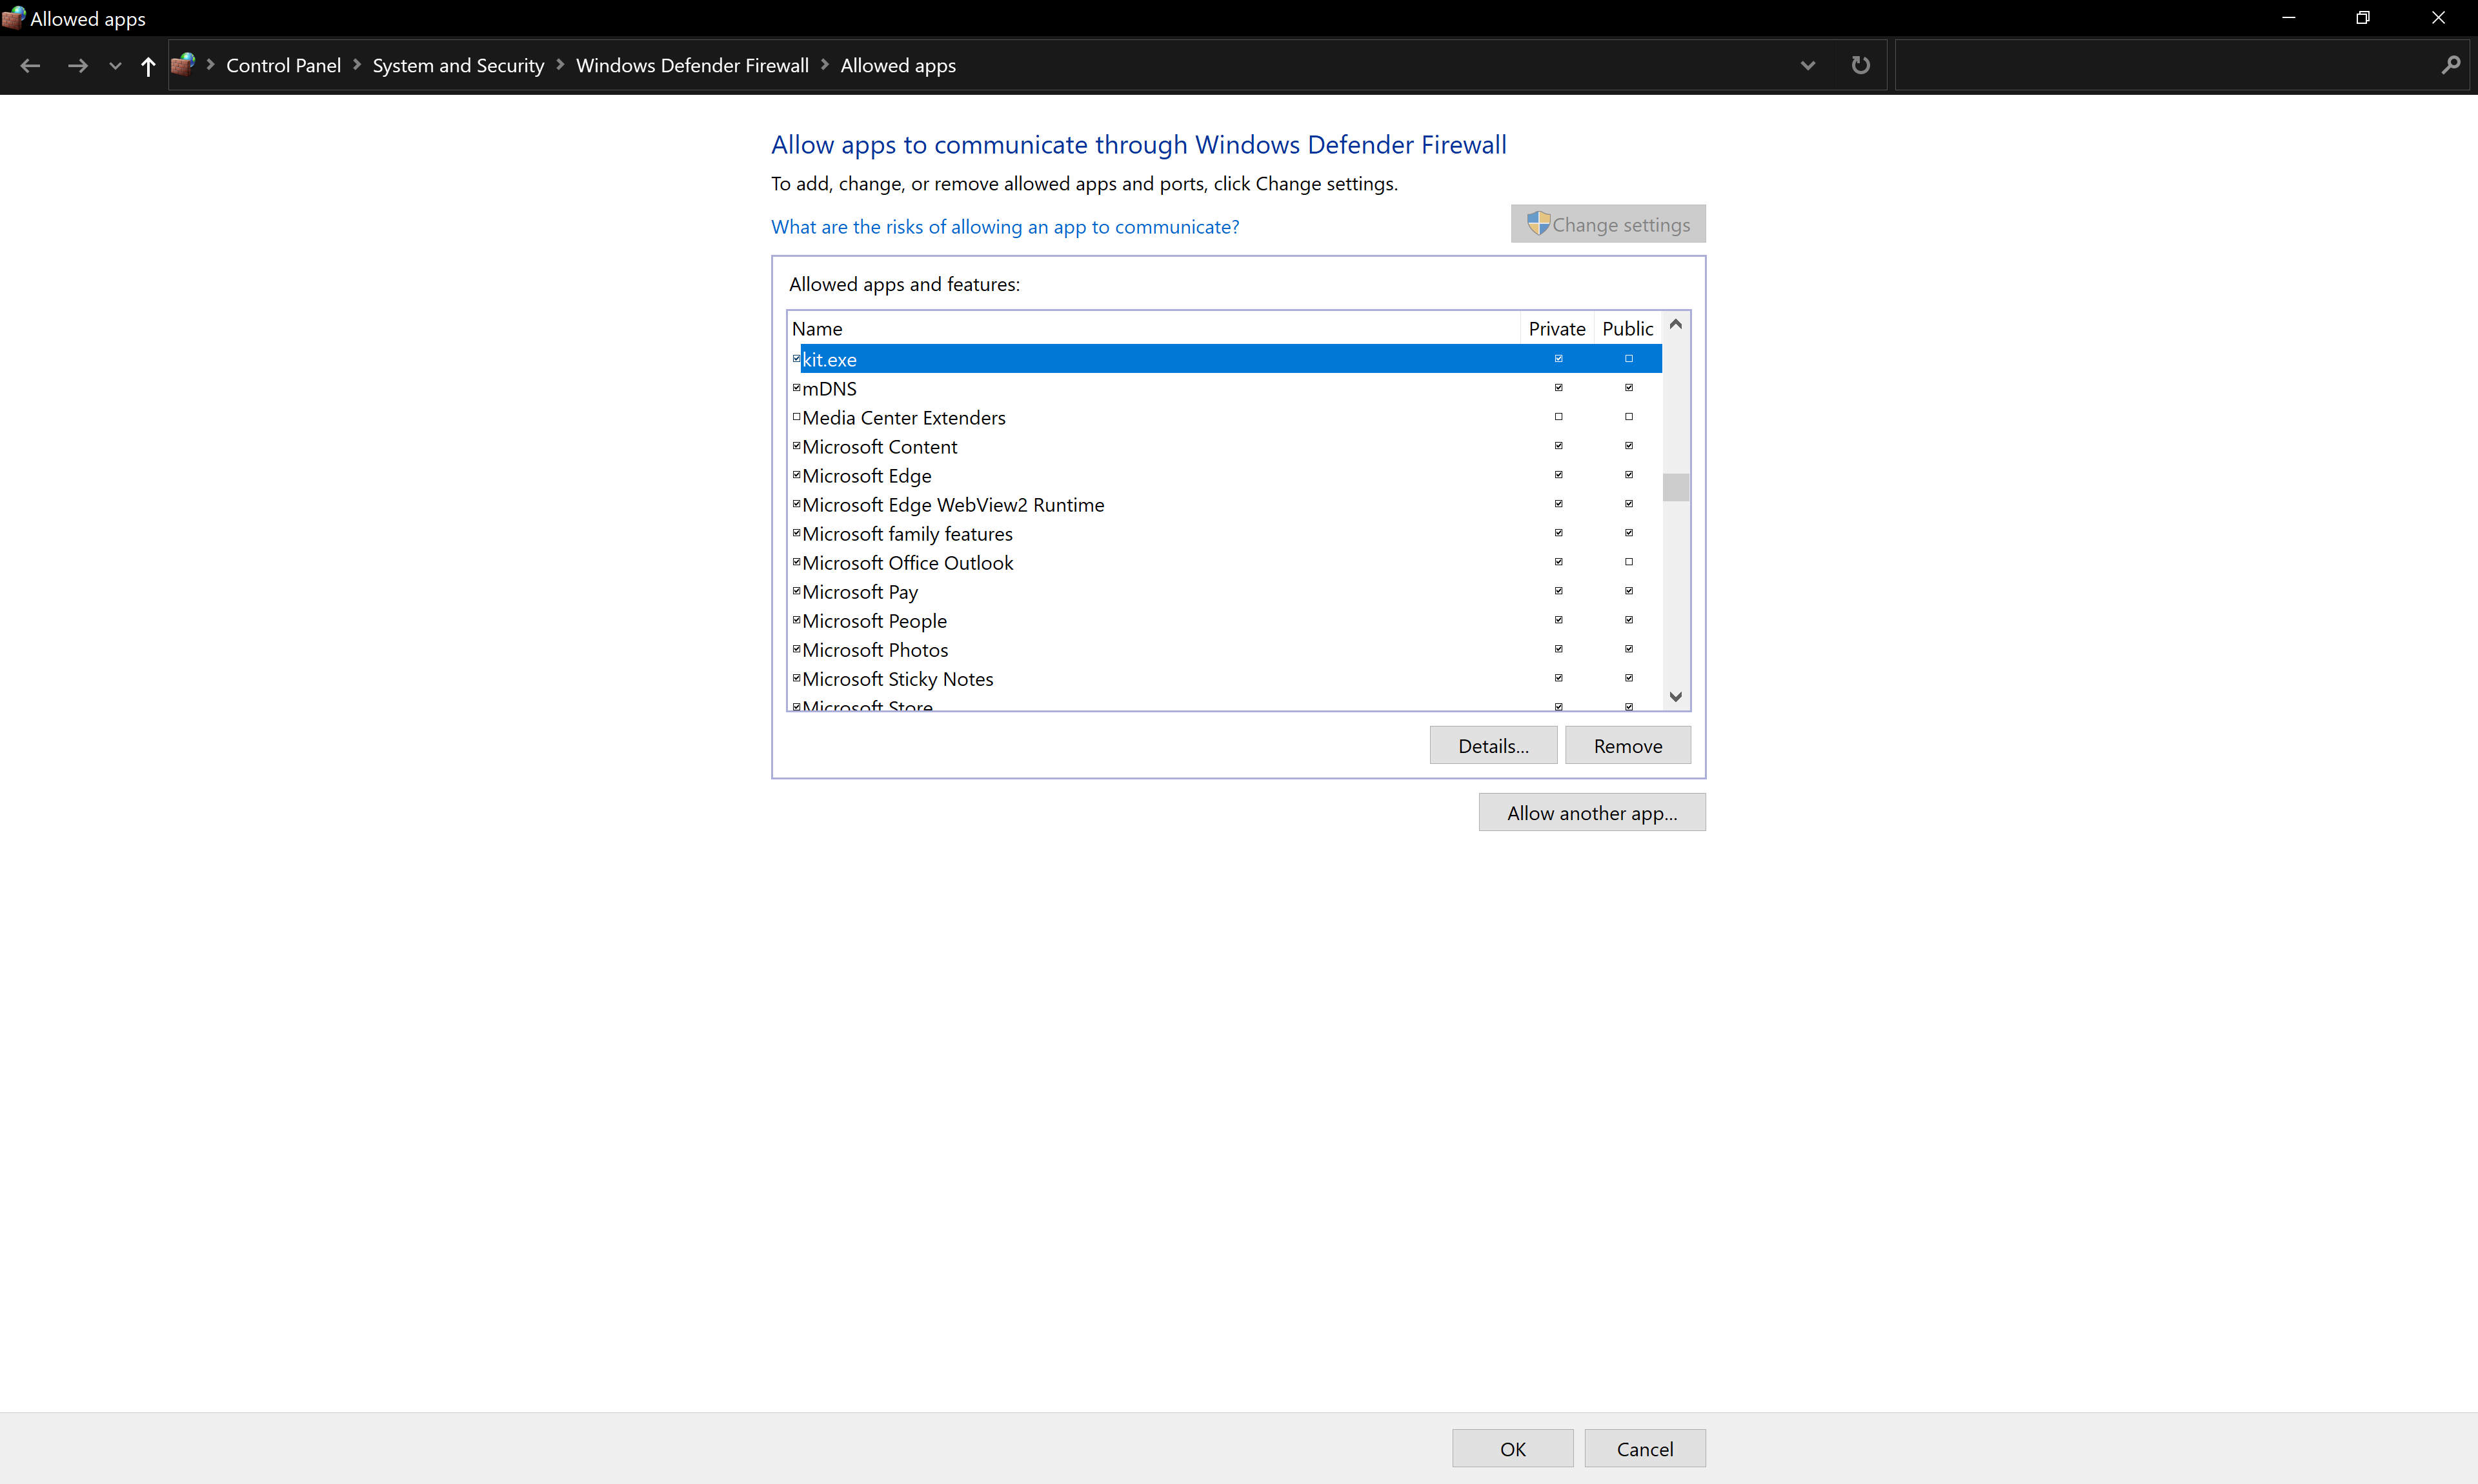 Allowed apps
Control Panel System and Security Windows Defender Firewall Allowed apps
Allow apps to communicate through Windows Defender Firewall
To add, change, or remove allowed apps and ports, click Change settings.
What are the risks of allowing an app to communicate?
Change settings
Allowed apps and features:
Name Private Public
kit.exe
mDNS
Media Center Extenders
Microsoft Content
Microsoft Edge
Microsoft Edge WebView2 Runtime
Microsoft family features
Microsoft Office Outlook
Microsoft Pay
Microsoft People
Microsoft Photos
Microsoft Sticky Notes
Microsoft Store
Details... Remove
Allow another app...
OK Cancel